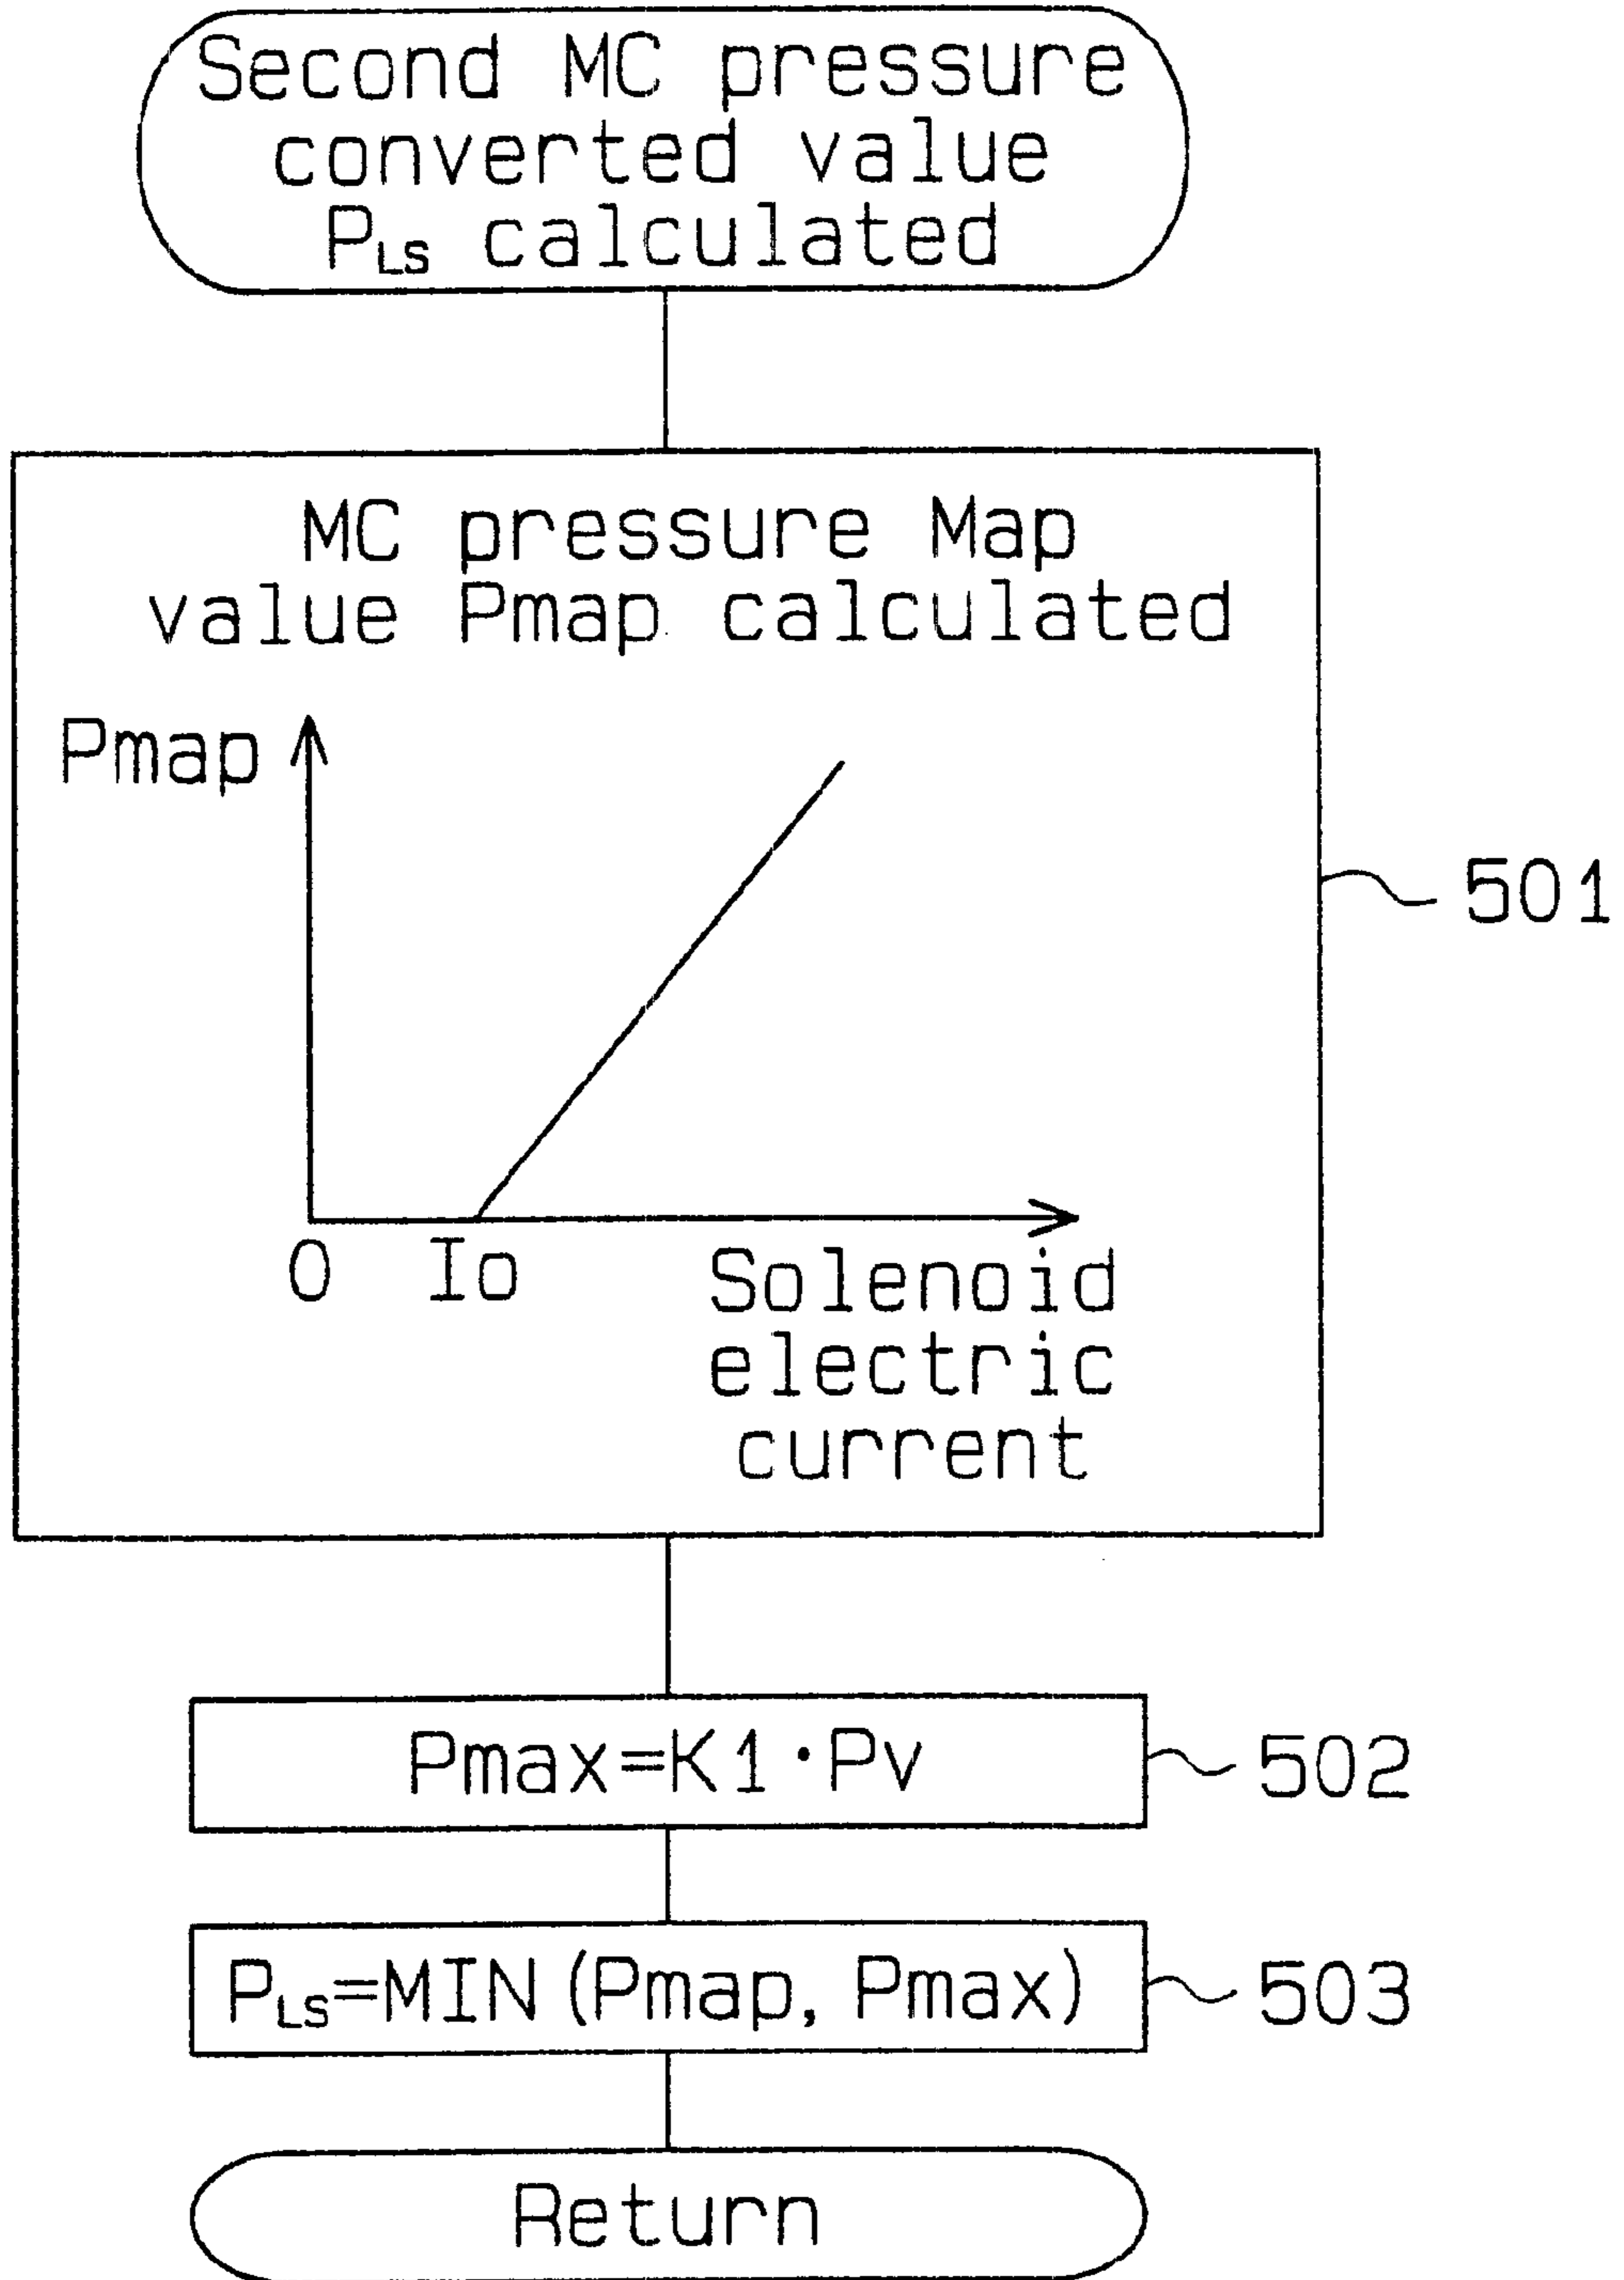 Second MC pressure
converted value
PLS calculated
MC pressure Map
value Pmap calculated
Pmap
501
0
Io
Solenoid
electric
current
Pmax=K1·Pv
502
PLS=MIN(Pmap, Pmax)
503
Return